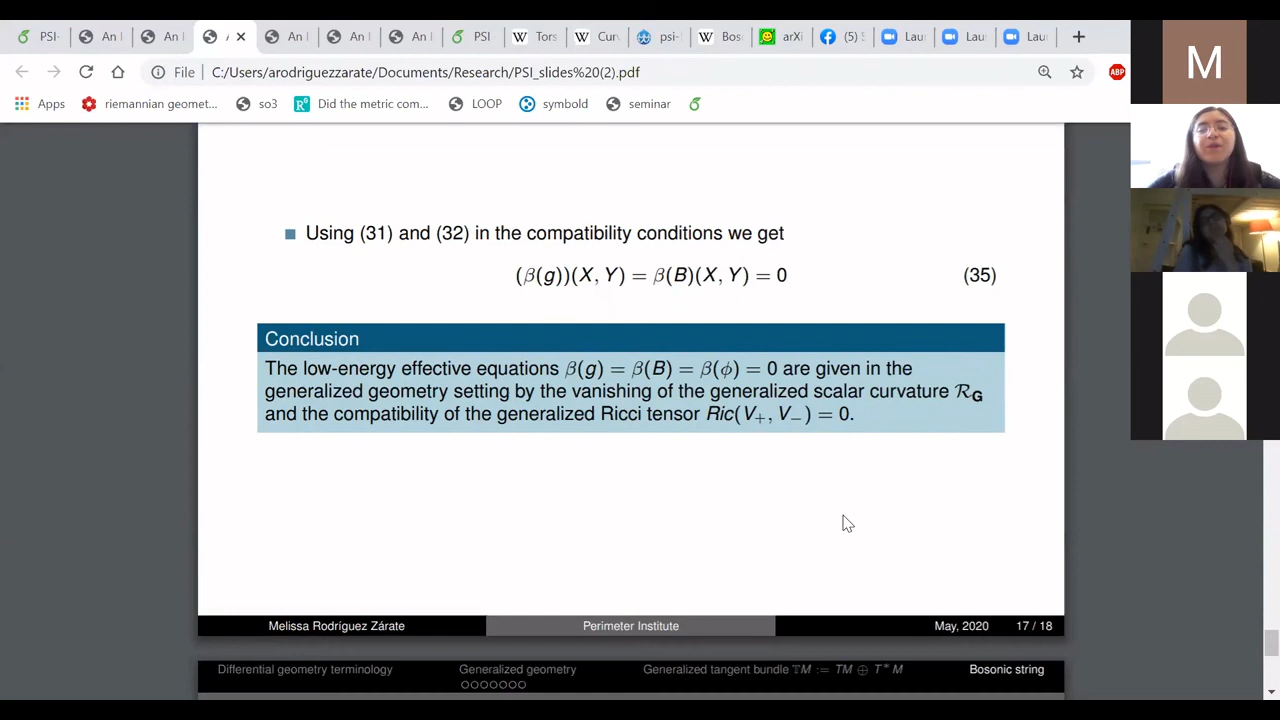 PSI- An I An I A An I An I An I PSI Tors Curv psi- Bos arXi (5) S Lau Lau Lau
File C:/Users/arodriguezzarate/Documents/Research/PSI_slides%20(2).pdf ABP
Apps riemannian geomet... so3 Did the metric com... LOOP symbold seminar
M
Using (31) and (32) in the compatibility conditions we get
(β(g))(X, Y) = β(B)(X, Y) = 0 (35)
Conclusion
The low-energy effective equations β(g) = β(B) = β(ϕ) = 0 are given in the
generalized geometry setting by the vanishing of the generalized scalar curvature 𝓡_G
and the compatibility of the generalized Ricci tensor Ric(V₊, V₋) = 0.
Melissa Rodríguez Zárate Perimeter Institute May, 2020 17 / 18
Differential geometry terminology Generalized geometry Generalized tangent bundle 𝕋M := TM ⊕ T*M Bosonic string